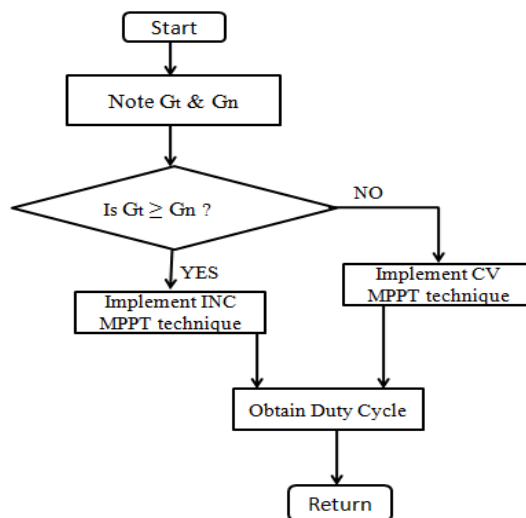 Start
Note Gt & Gn
Is Gt ≥ Gn ?
NO
YES
Implement INC
MPPT technique
Implement CV
MPPT technique
Obtain Duty Cycle
Return